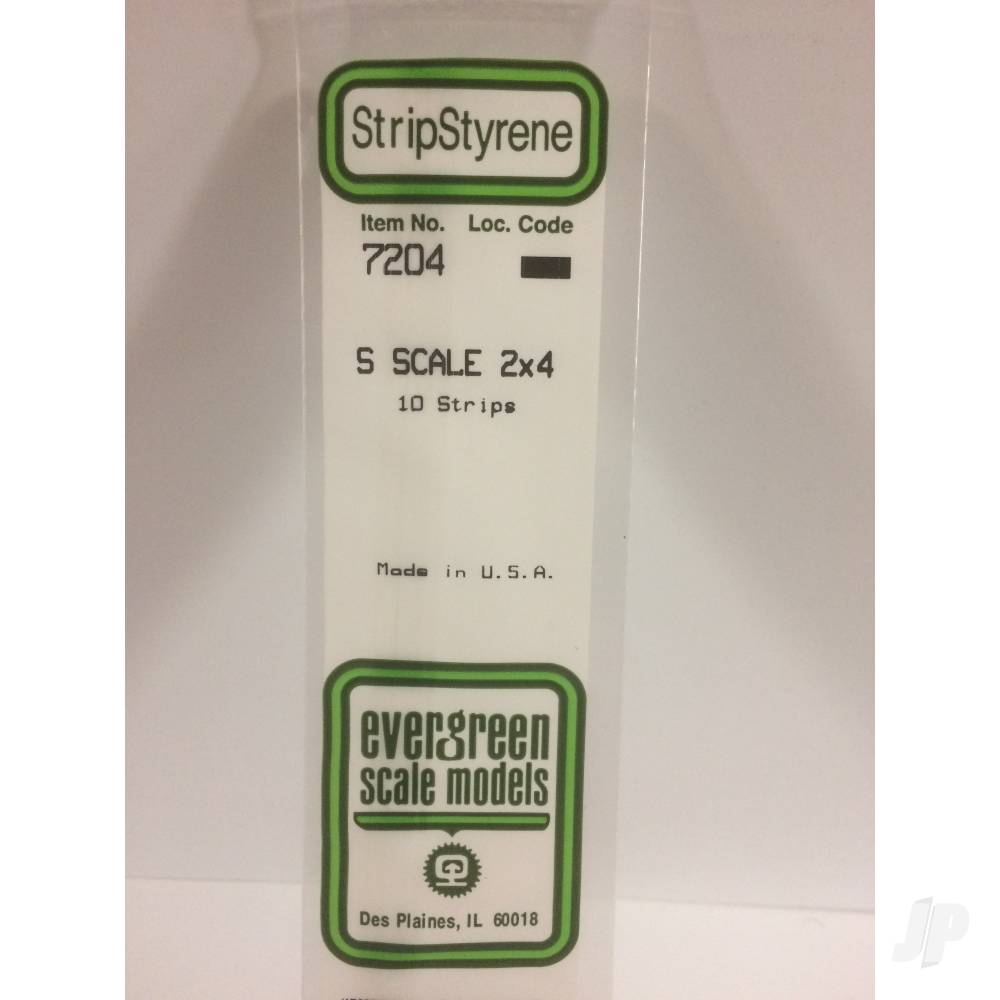 StripStyrene
Item No. Loc. Code
7204
S SCALE 2x4
10 Strips
Made in U.S.A.
evergreen
scale models
Des Plaines, IL 60018
JP